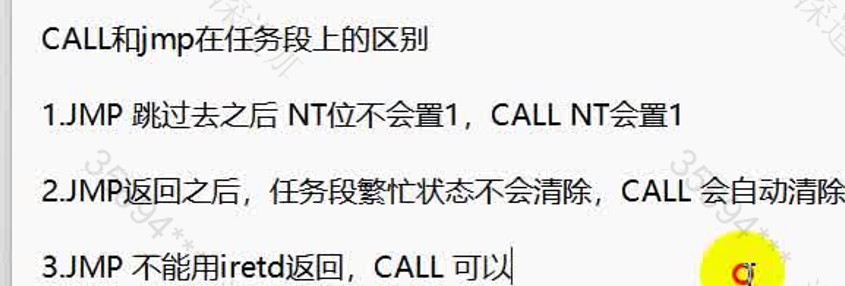 CALL和jmp在任务段上的区别
1.JMP 跳过去之后 NT位不会置1，CALL NT会置1
2.JMP返回之后，任务段繁忙状态不会清除，CALL 会自动清除
3.JMP 不能用iretd返回，CALL 可以